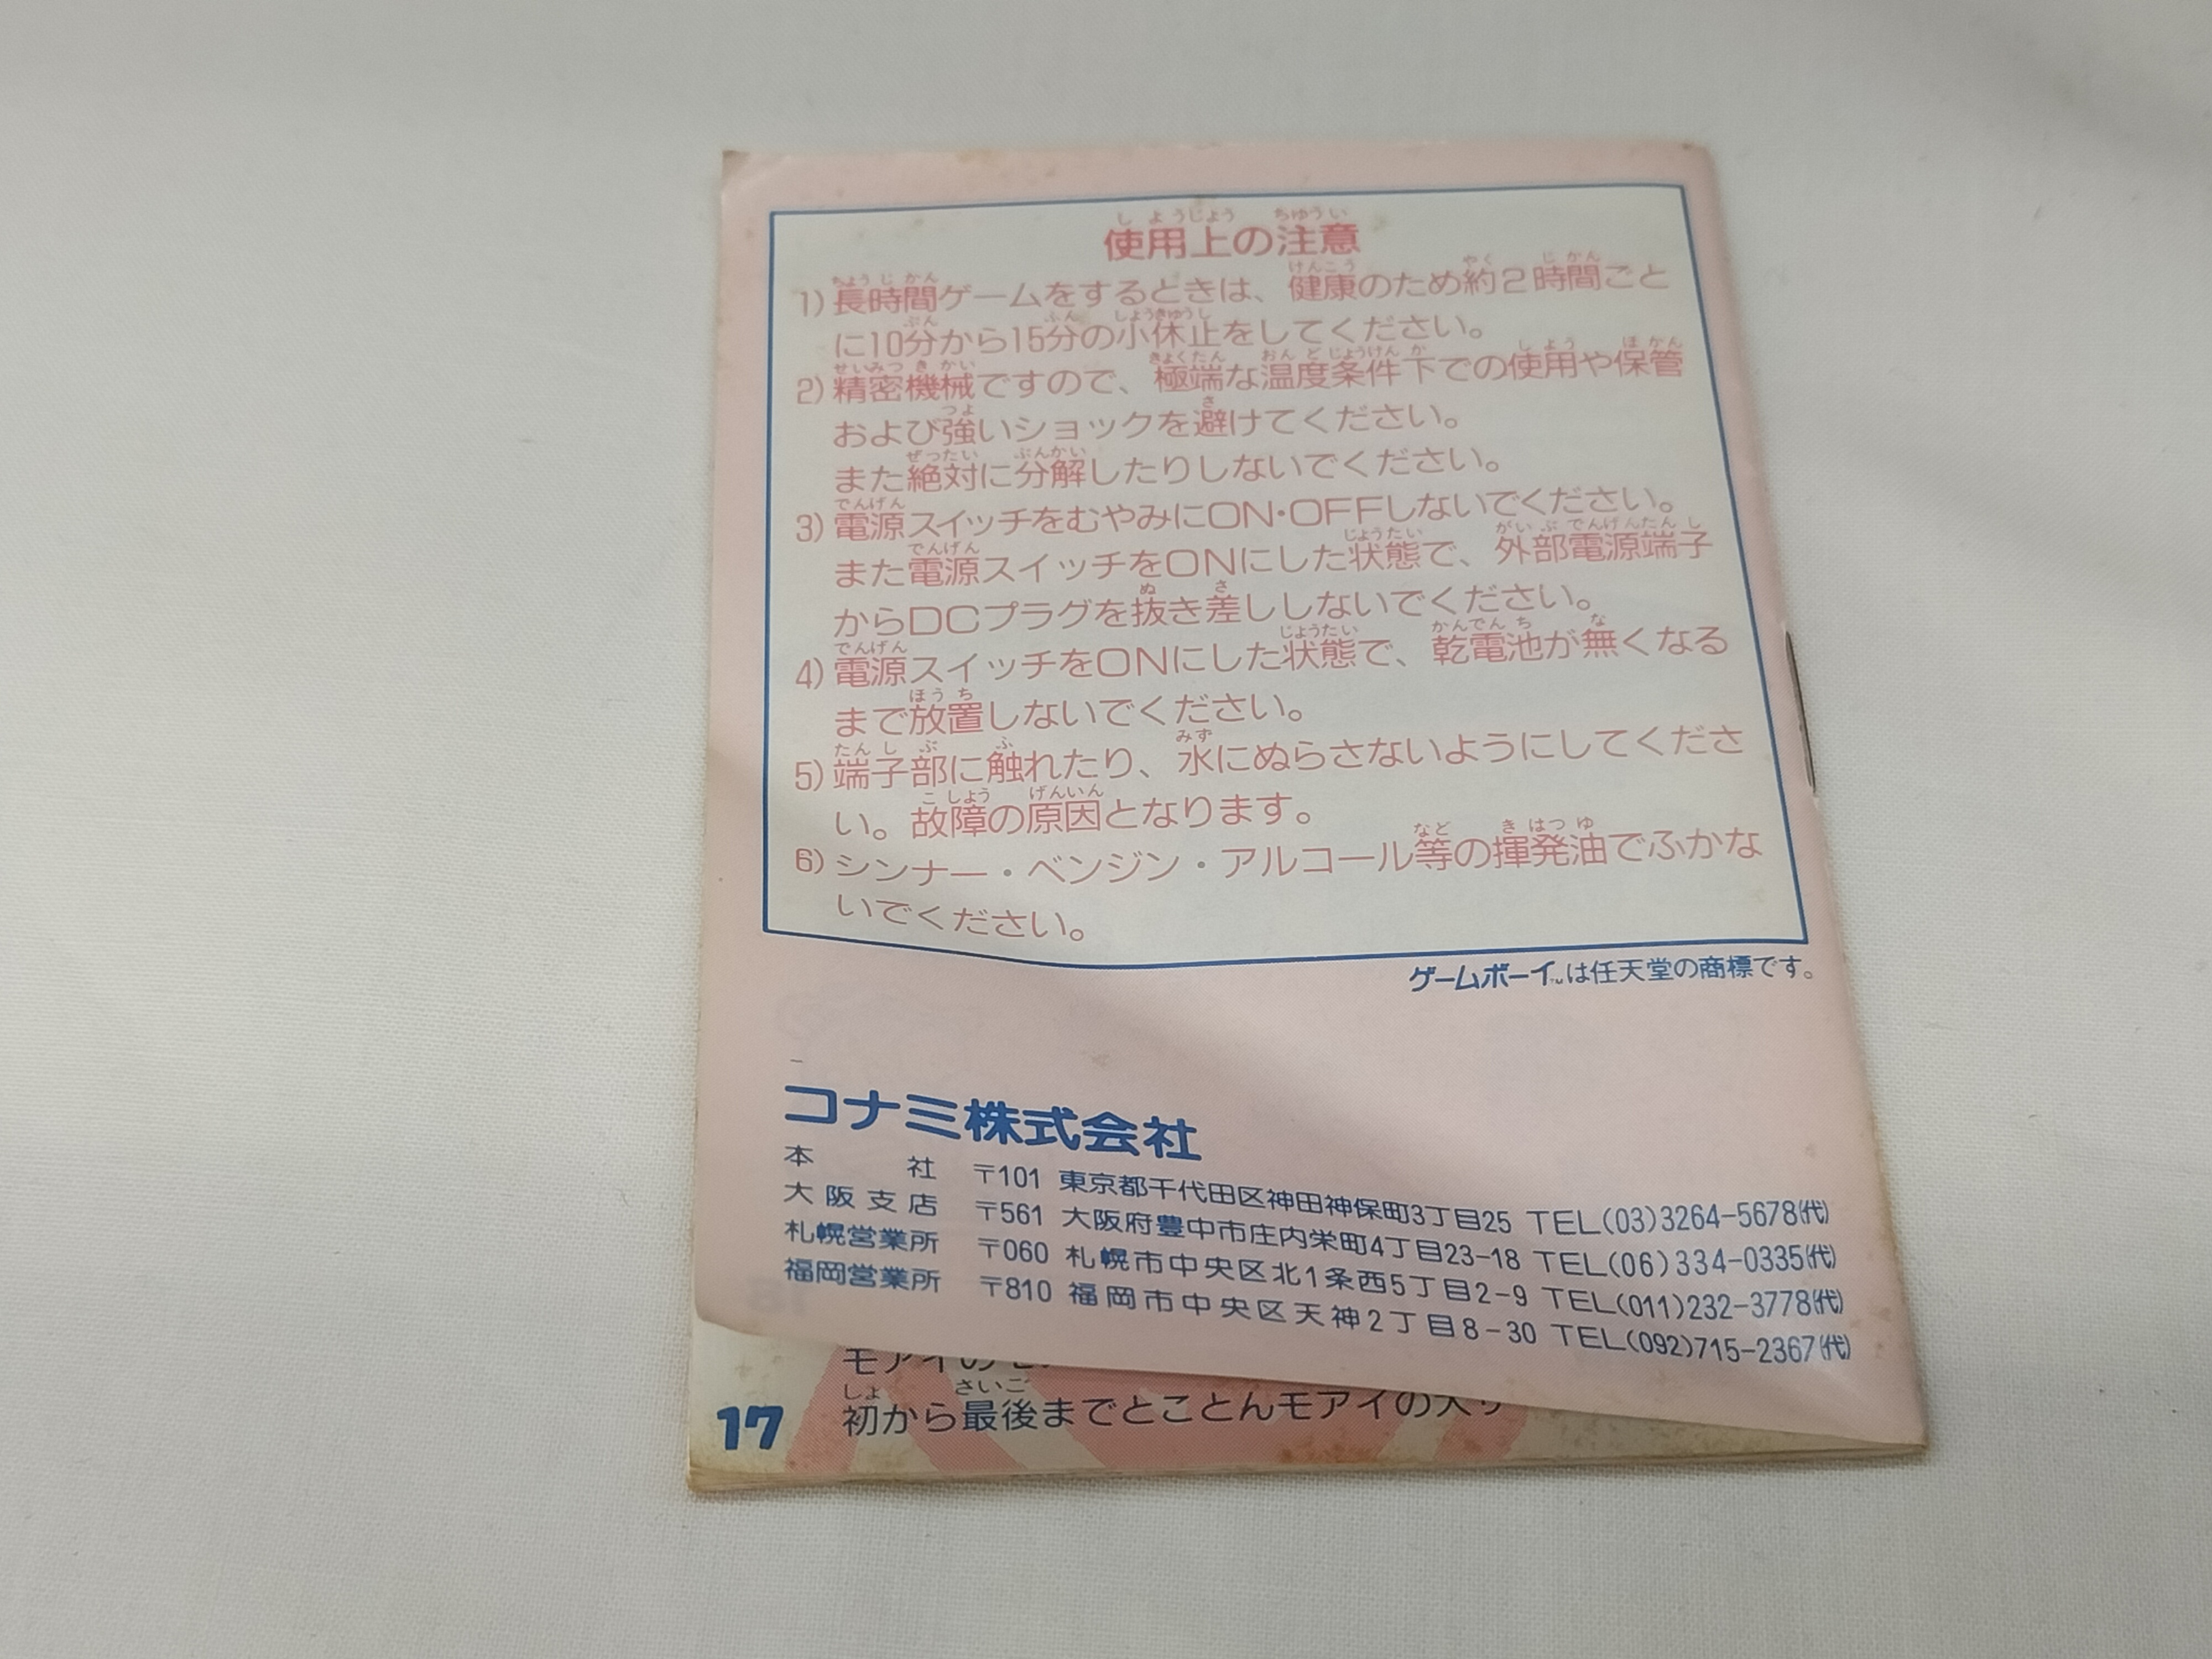 使用上の注意
1) 長時間ゲームをするときは、健康のため約2時間ごと
に10分から15分の小休止をしてください。
2) 精密機械ですので、極端な温度条件下での使用や保管
および強いショックを避けてください。
また絶対に分解したりしないでください。
3) 電源スイッチをむやみにON・OFFしないでください。
また電源スイッチをONにした状態で、外部電源端子
からDCプラグを抜き差ししないでください。
4) 電源スイッチをONにした状態で、乾電池が無くなる
まで放置しないでください。
5) 端子部に触れたり、水にぬらさないようにしてくださ
い。故障の原因となります。
6) シンナー・ベンジン・アルコール等の揮発油でふかな
いでください。
ゲームボーイ™は任天堂の商標です。
コナミ株式会社
本社 〒101 東京都千代田区神田神保町3丁目25 TEL(03)3264-5678(代)
大阪支店 〒561 大阪府豊中市庄内栄町4丁目23-18 TEL(06)334-0335(代)
札幌営業所 〒060 札幌市中央区北1条西5丁目2-9 TEL(011)232-3778(代)
福岡営業所 〒810 福岡市中央区天神2丁目8-30 TEL(092)715-2367(代)
モアイの
初から最後までとことんモアイの
17